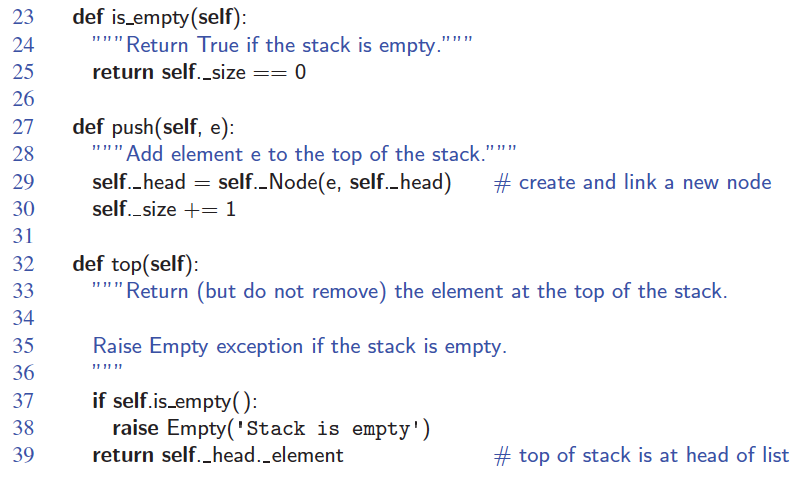 23 def is_empty(self):
24 """Return True if the stack is empty."""
25 return self._size == 0
26
27 def push(self, e):
28 """Add element e to the top of the stack."""
29 self._head = self._Node(e, self._head) # create and link a new node
30 self._size += 1
31
32 def top(self):
33 """Return (but do not remove) the element at the top of the stack.
34
35 Raise Empty exception if the stack is empty.
36 """
37 if self.is_empty():
38 raise Empty('Stack is empty')
39 return self._head._element # top of stack is at head of list